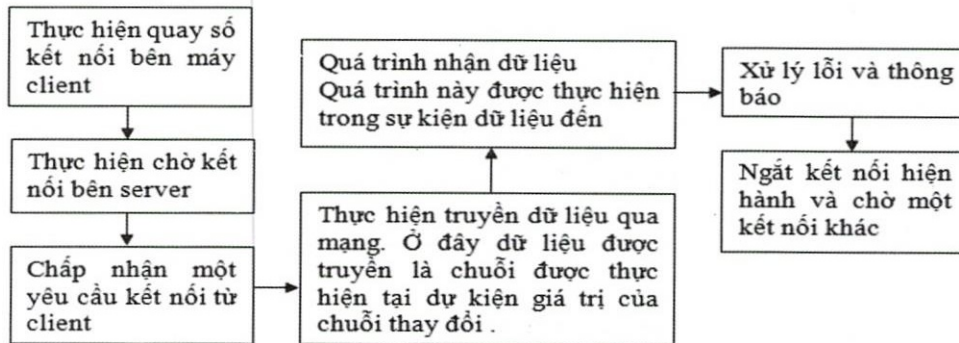 Thực hiện quay số
kết nối bên máy
client
Thực hiện chờ kết
nối bên server
Chấp nhận một
yêu cầu kết nối từ
client
Thực hiện truyền dữ liệu qua
mạng. Ở đây dữ liệu được
truyền là chuỗi được thực
hiện tại dự kiện giá trị của
chuỗi thay đổi .
Quá trình nhận dữ liệu
Quá trình này được thực hiện
trong sự kiện dữ liệu đến
Xử lý lỗi và thông
báo
Ngắt kết nối hiện
hành và chờ một
kết nối khác